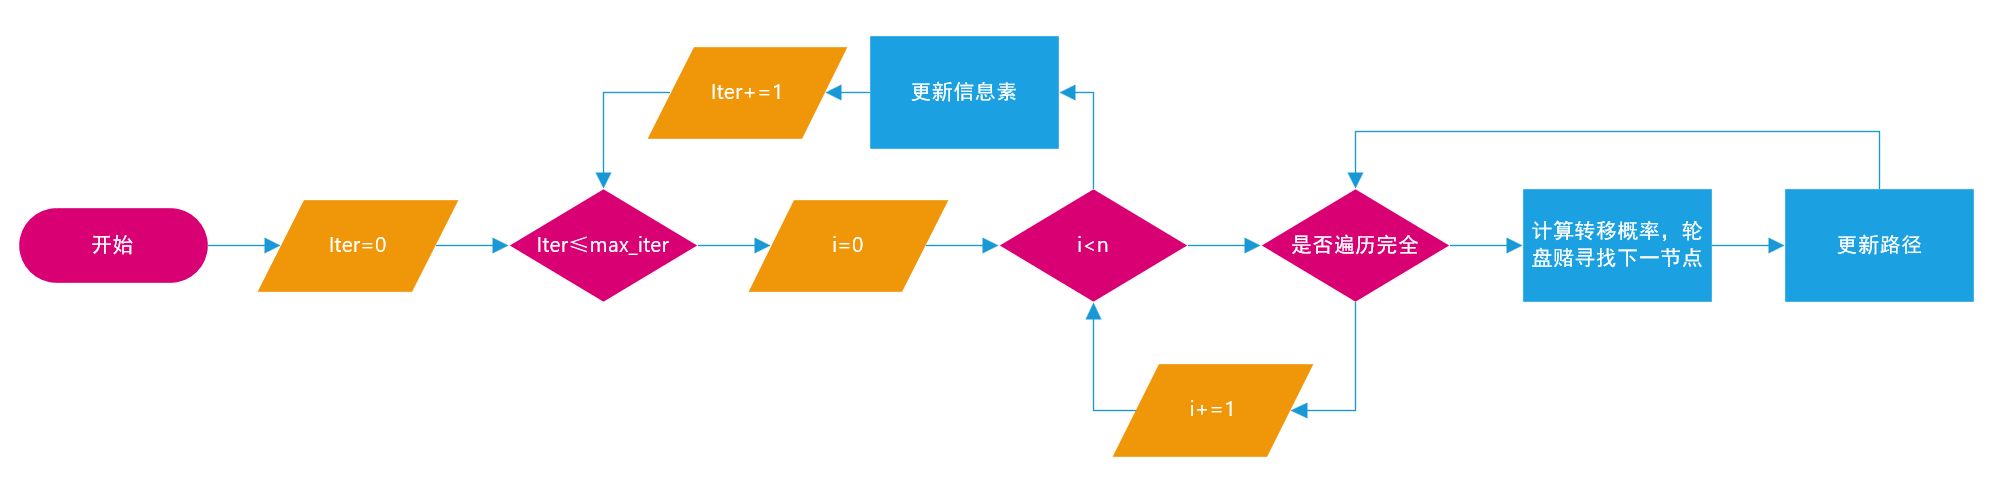 Iter+=1
更新信息素
开始
Iter=0
Iter≤max_iter
i=0
i<n
是否遍历完全
计算转移概率，轮
盘赌寻找下一节点
更新路径
i+=1